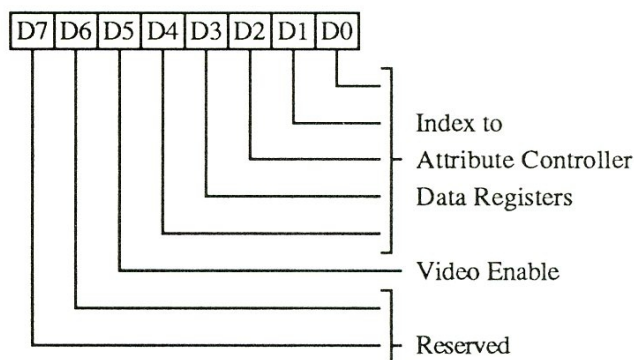 D7 D6 D5 D4 D3 D2 D1 D0
Index to
Attribute Controller
Data Registers
Video Enable
Reserved